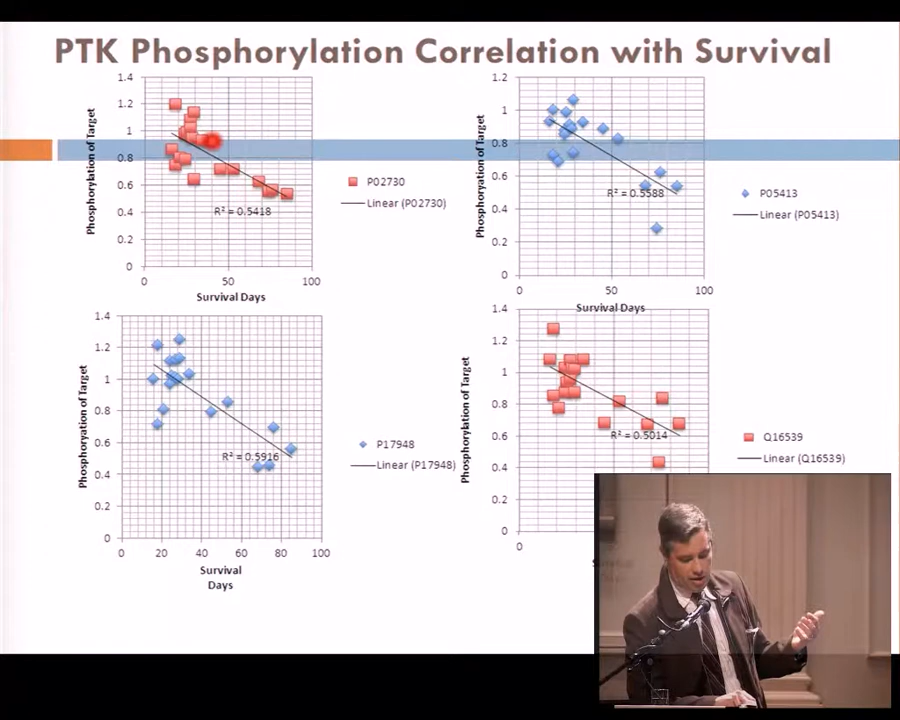 PTK Phosphorylation Correlation with Survival
1.4
1.2
1
0.8
0.6
0.4
0.2
0
0
50
100
Phosphorylation of Target
Survival Days
R² = 0.5418
P02730
Linear (P02730)
1.2
1
0.8
0.6
0.4
0.2
0
0
50
100
Phosphoryation of Target
Survival Days
R² = 0.5588
P05413
Linear (P05413)
1.4
1.2
1
0.8
0.6
0.4
0.2
0
0
20
40
60
80
100
Phosphorylation of Target
Survival
Days
R² = 0.5916
P17948
Linear (P17948)
1.4
1.2
1
0.8
0.6
0.4
0.2
0
0
Phosphorylation of Target
R² = 0.5014
Q16539
Linear (Q16539)